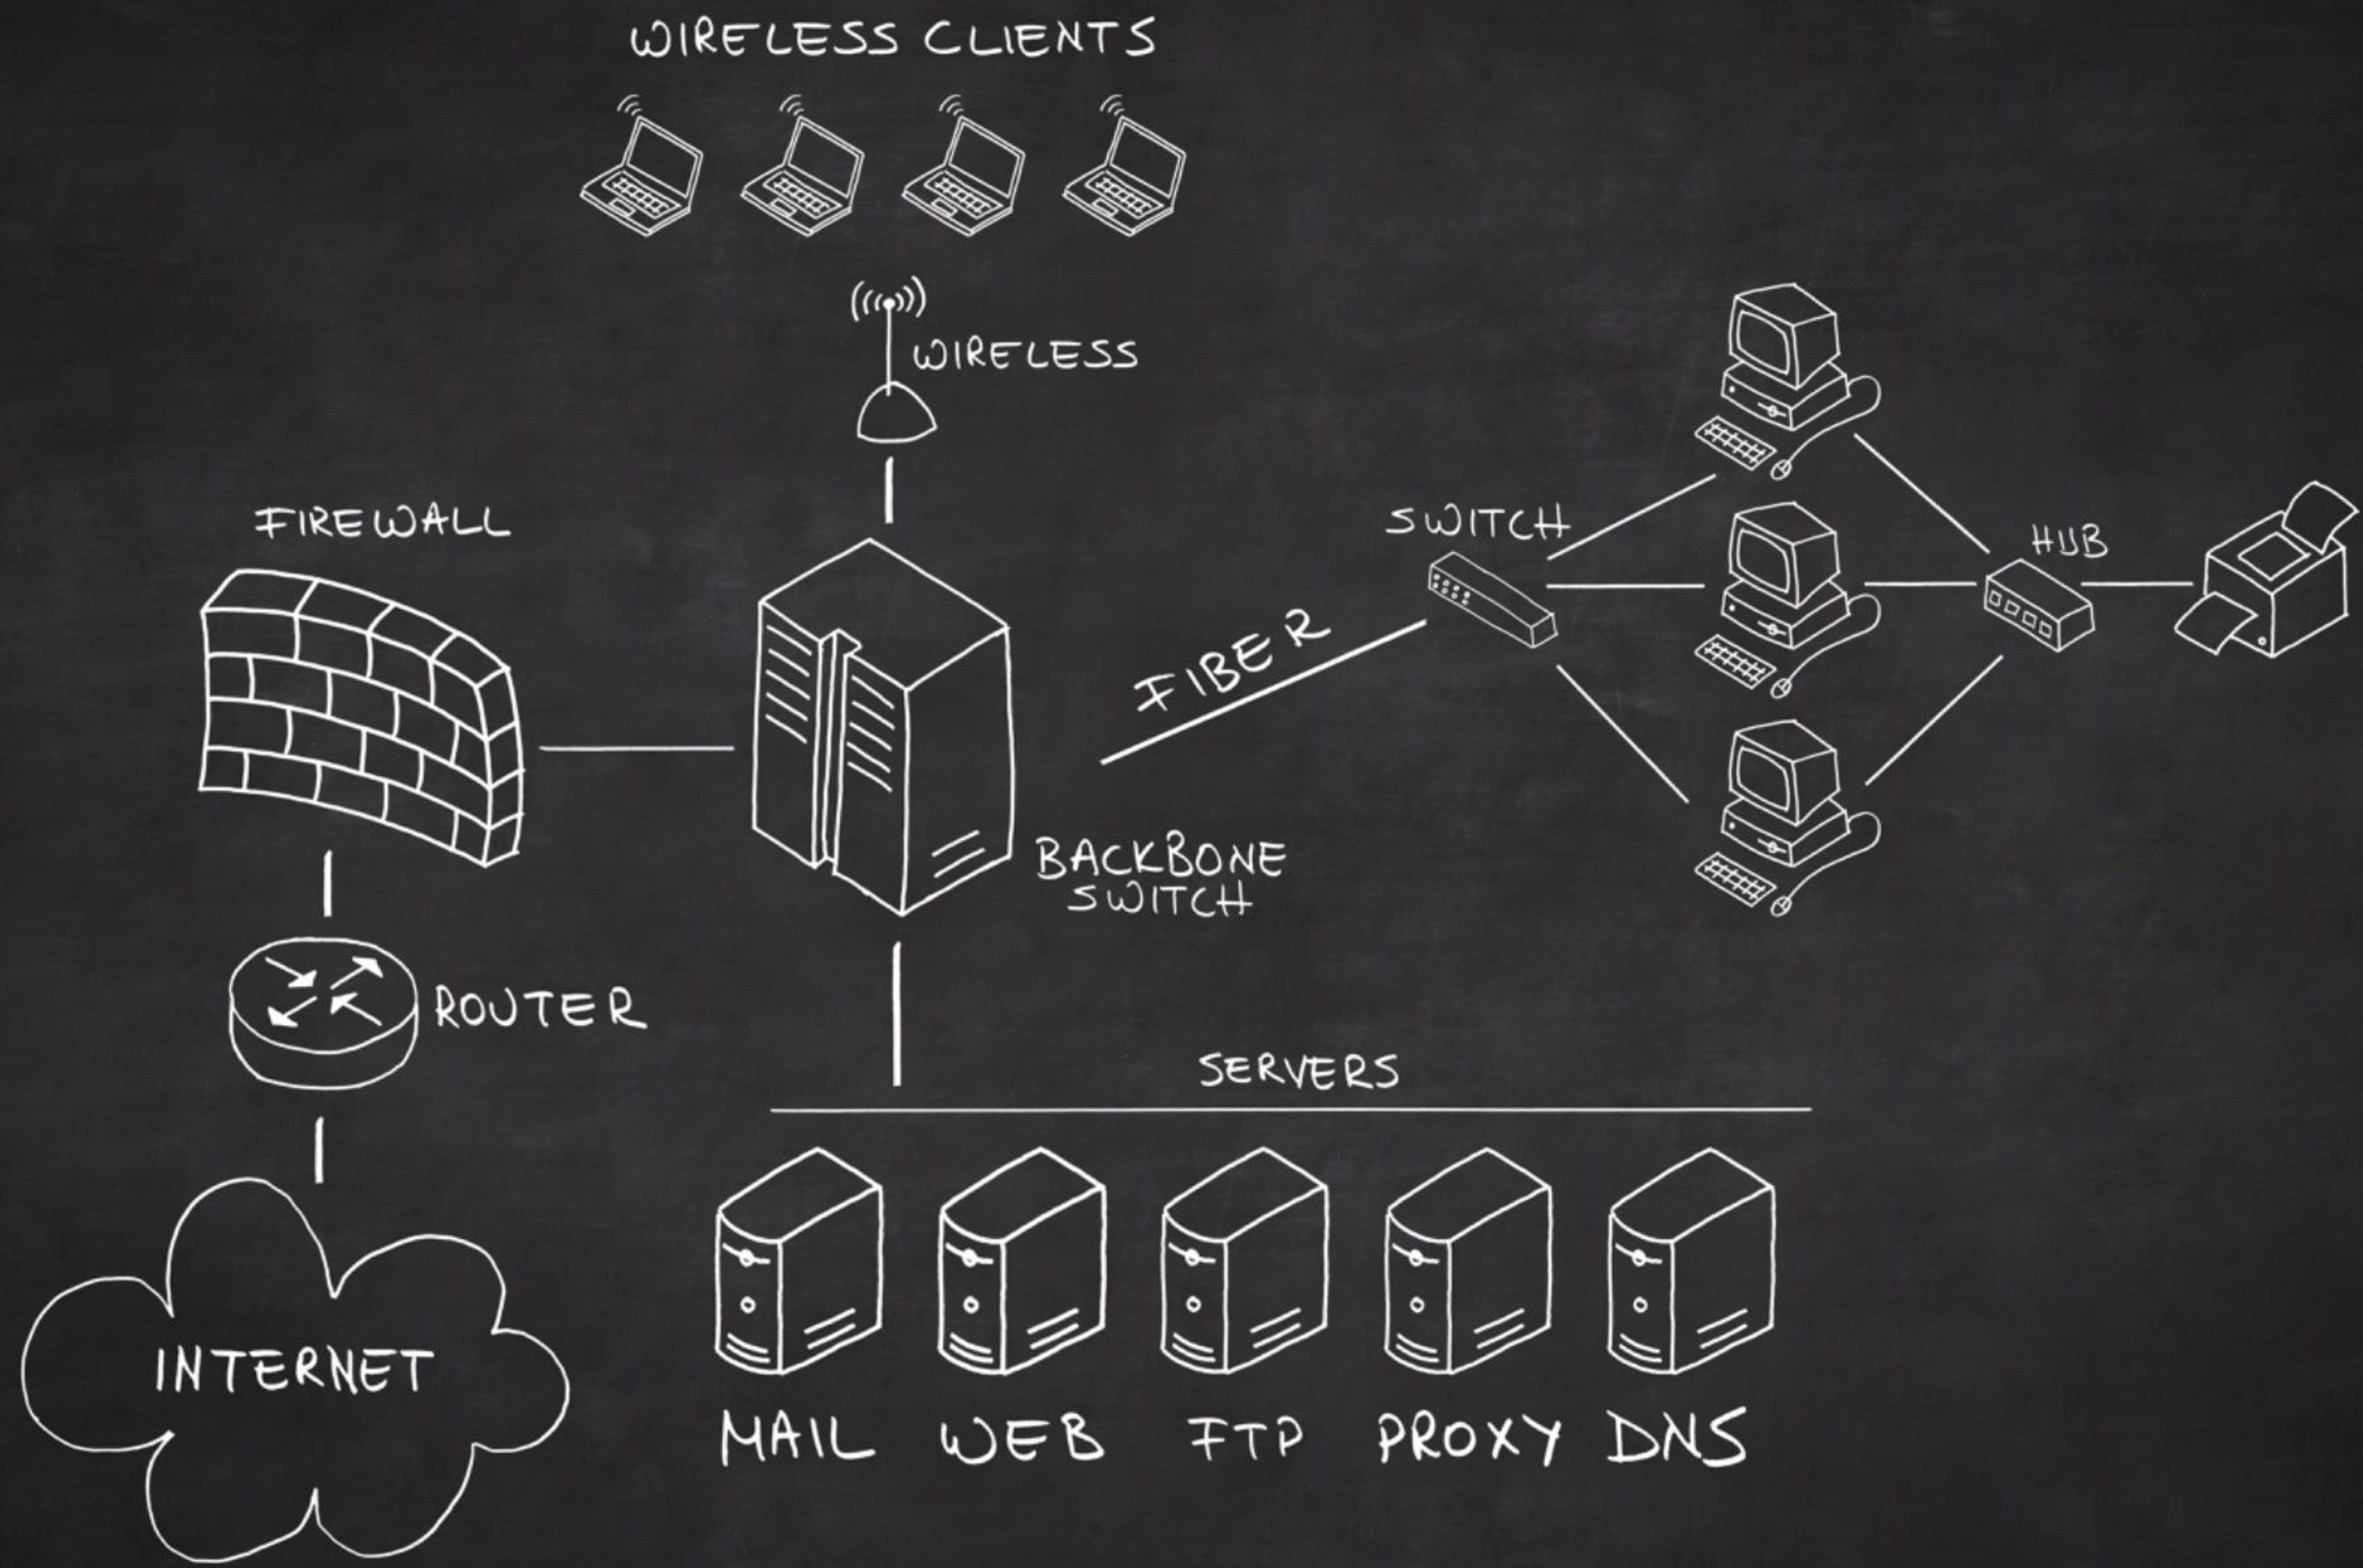 WIRELESS CLIENTS
WIRELESS
FIREWALL
SWITCH
HUB
FIBER
BACKBONE
SWITCH
ROUTER
SERVERS
INTERNET
MAIL WEB FTP PROXY DNS